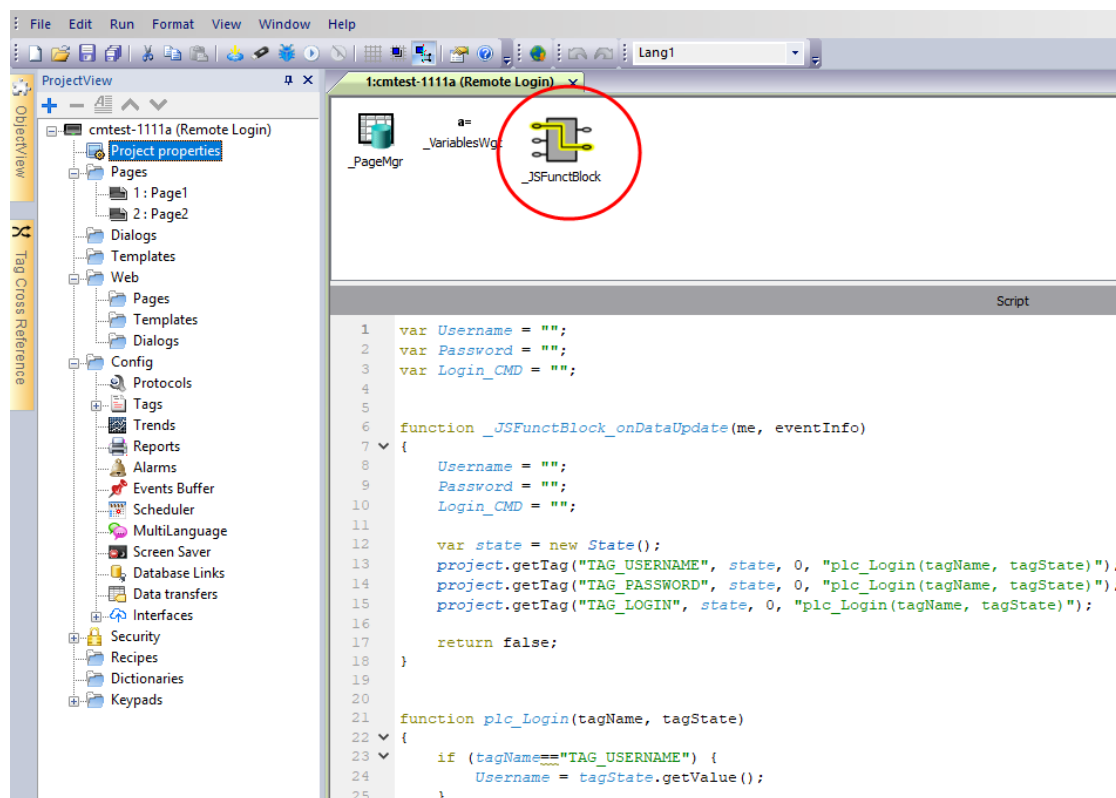 File Edit Run Format View Window Help
Lang1
ProjectView
1:cmtest-1111a (Remote Login)
ObjectView
Tag Cross Reference
cmtest-1111a (Remote Login)
Project properties
Pages
1 : Page1
2 : Page2
Dialogs
Templates
Web
Pages
Templates
Dialogs
Config
Protocols
Tags
Trends
Reports
Alarms
Events Buffer
Scheduler
MultiLanguage
Screen Saver
Database Links
Data transfers
Interfaces
Security
Recipes
Dictionaries
Keypads
_PageMgr
a=
_VariablesWgt
_JSFunctBlock
Script
1 var Username = "";
2 var Password = "";
3 var Login_CMD = "";
4
5
6 function _JSFunctBlock_onDataUpdate(me, eventInfo)
7 {
8 Username = "";
9 Password = "";
10 Login_CMD = "";
11
12 var state = new State();
13 project.getTag("TAG_USERNAME", state, 0, "plc_Login(tagName, tagState)");
14 project.getTag("TAG_PASSWORD", state, 0, "plc_Login(tagName, tagState)");
15 project.getTag("TAG_LOGIN", state, 0, "plc_Login(tagName, tagState)");
16
17 return false;
18 }
19
20
21 function plc_Login(tagName, tagState)
22 {
23 if (tagName=="TAG_USERNAME") {
24 Username = tagState.getValue();
25 }